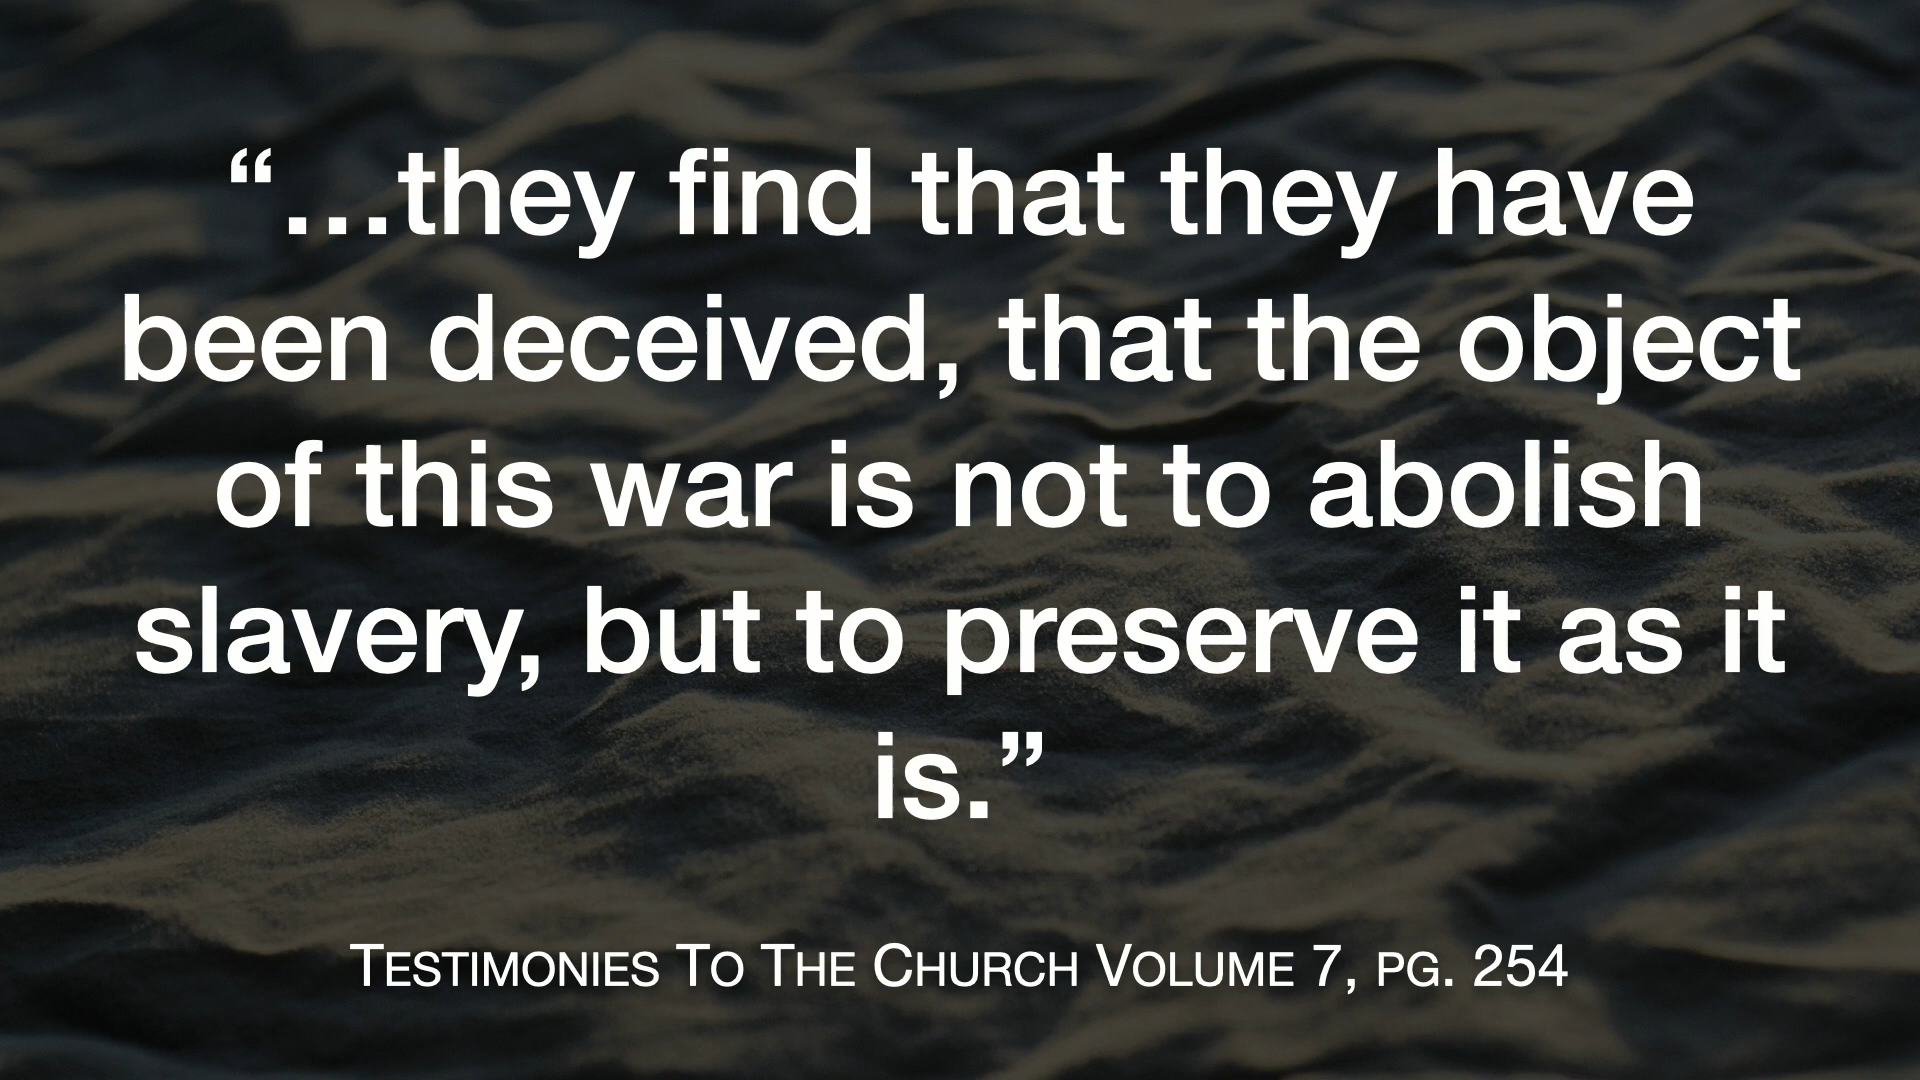 “…they find that they have
been deceived, that the object
of this war is not to abolish
slavery, but to preserve it as it
is.”
Testimonies To The Church Volume 7, pg. 254